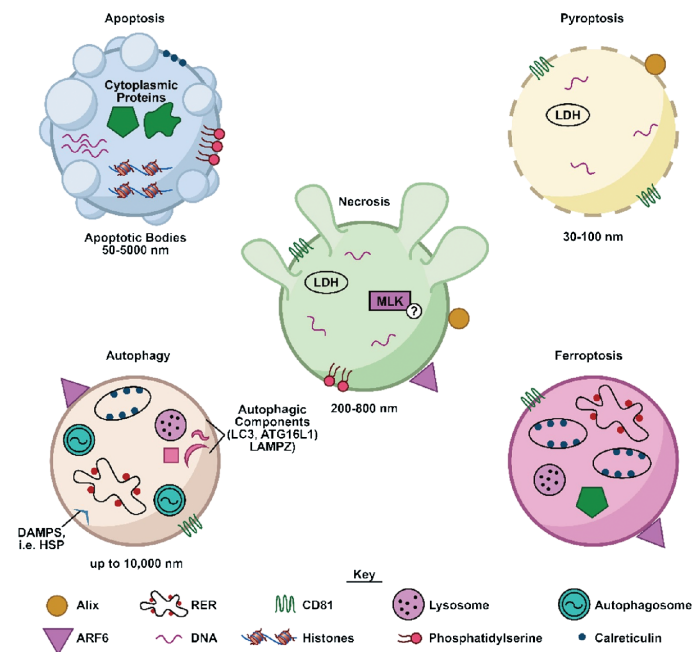 Apoptosis
Pyroptosis
Cytoplasmic
Proteins
LDH
Apoptotic Bodies
50-5000 nm
30-100 nm
Necrosis
LDH
MLK
?
200-800 nm
Autophagy
Ferroptosis
Autophagic
Components
(LC3, ATG16L1)
LAMPZ)
DAMPS,
i.e. HSP
up to 10,000 nm
Key
Alix
RER
CD81
Lysosome
Autophagosome
ARF6
DNA
Histones
Phosphatidylserine
Calreticulin